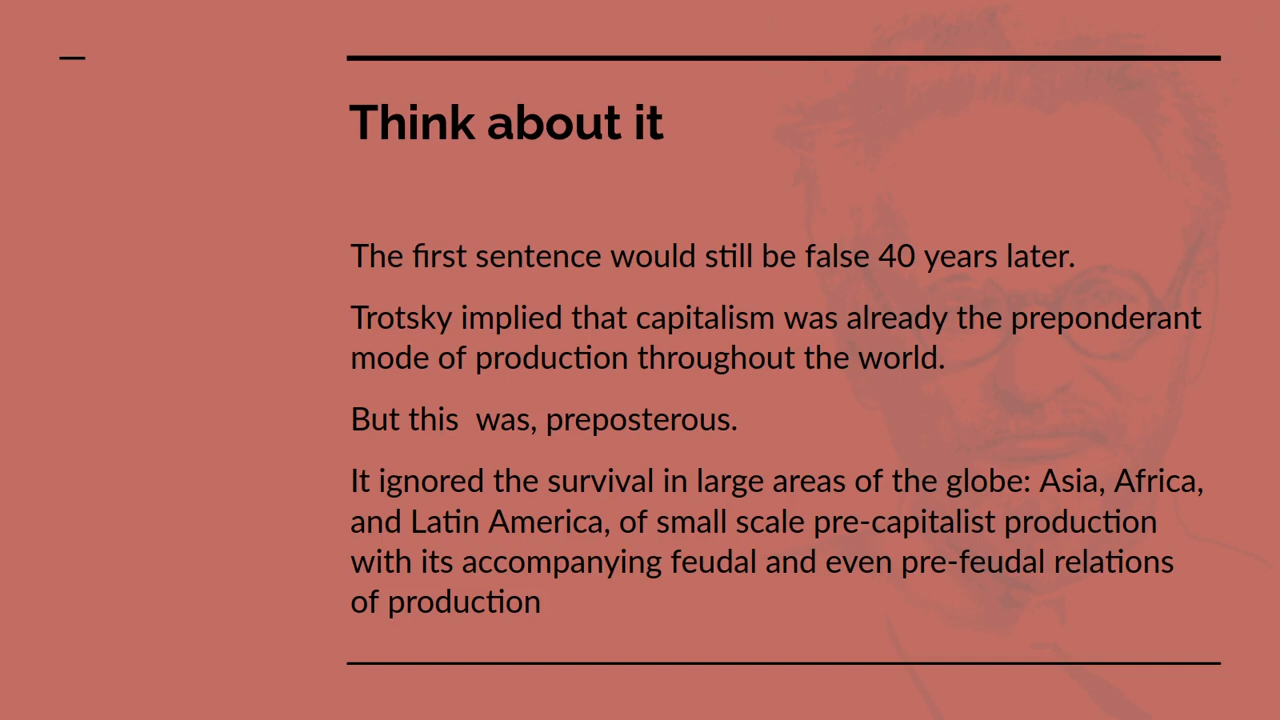 Think about it
The first sentence would still be false 40 years later.
Trotsky implied that capitalism was already the preponderant
mode of production throughout the world.
But this  was, preposterous.
It ignored the survival in large areas of the globe: Asia, Africa,
and Latin America, of small scale pre-capitalist production
with its accompanying feudal and even pre-feudal relations
of production